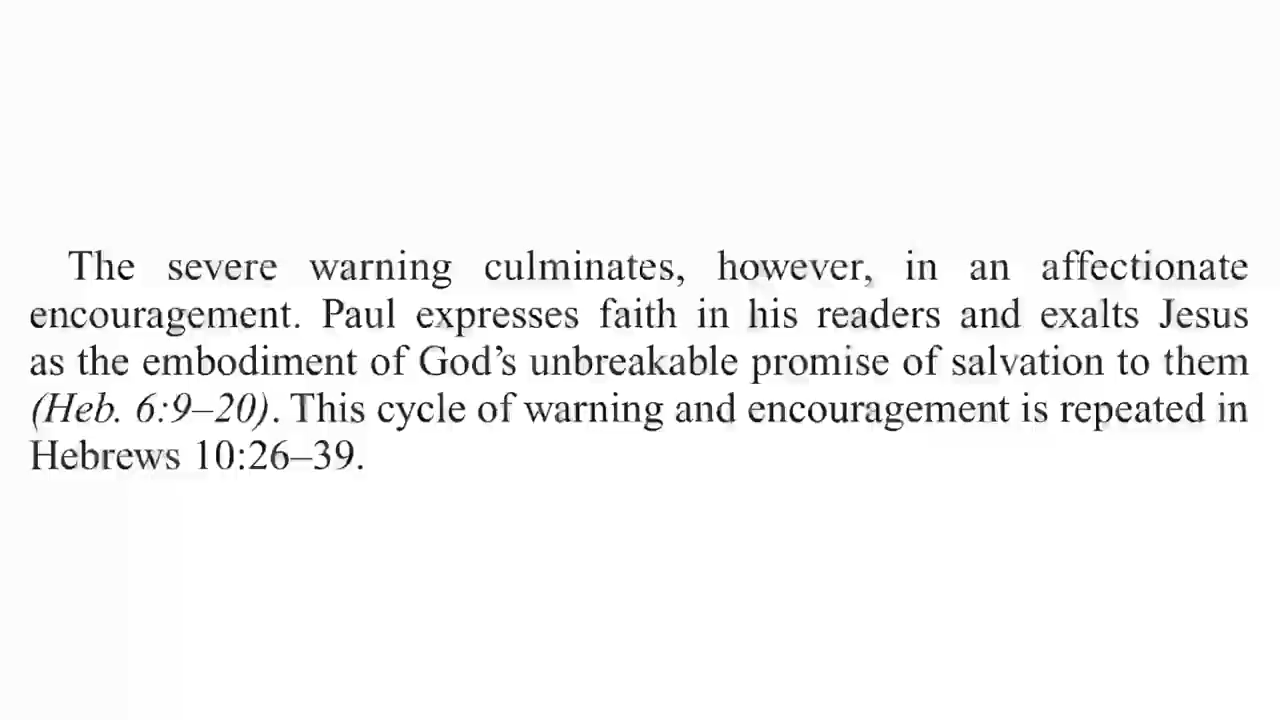 The severe warning culminates, however, in an affectionate
encouragement. Paul expresses faith in his readers and exalts Jesus
as the embodiment of God’s unbreakable promise of salvation to them
(Heb. 6:9–20). This cycle of warning and encouragement is repeated in
Hebrews 10:26–39.